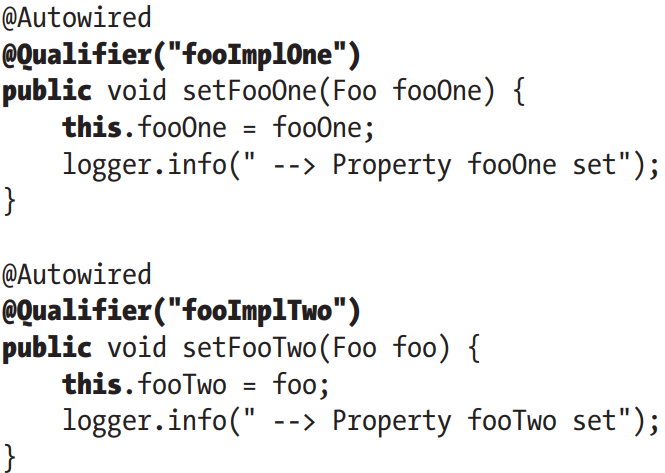 @Autowired
@Qualifier("fooImplOne")
public void setFooOne(Foo fooOne) {
    this.fooOne = fooOne;
    logger.info(" --> Property fooOne set");
}

@Autowired
@Qualifier("fooImplTwo")
public void setFooTwo(Foo foo) {
    this.fooTwo = foo;
    logger.info(" --> Property fooTwo set");
}